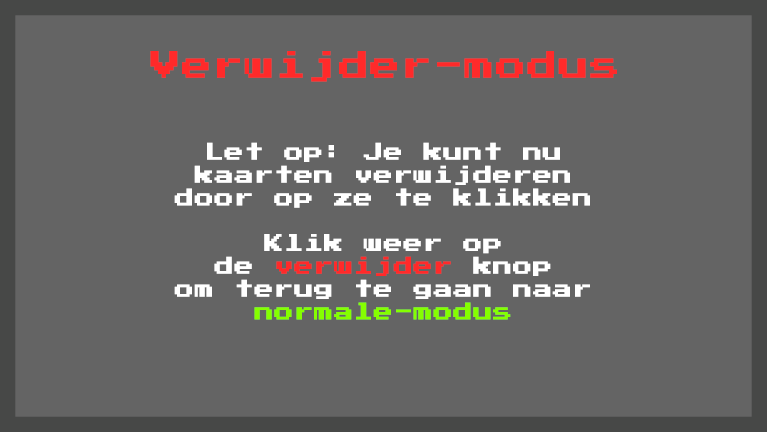 Verwijder-modus
Let op: Je kunt nu
kaarten verwijderen
door op ze te klikken
Klik weer op
de verwijder knop
om terug te gaan naar
normale-modus